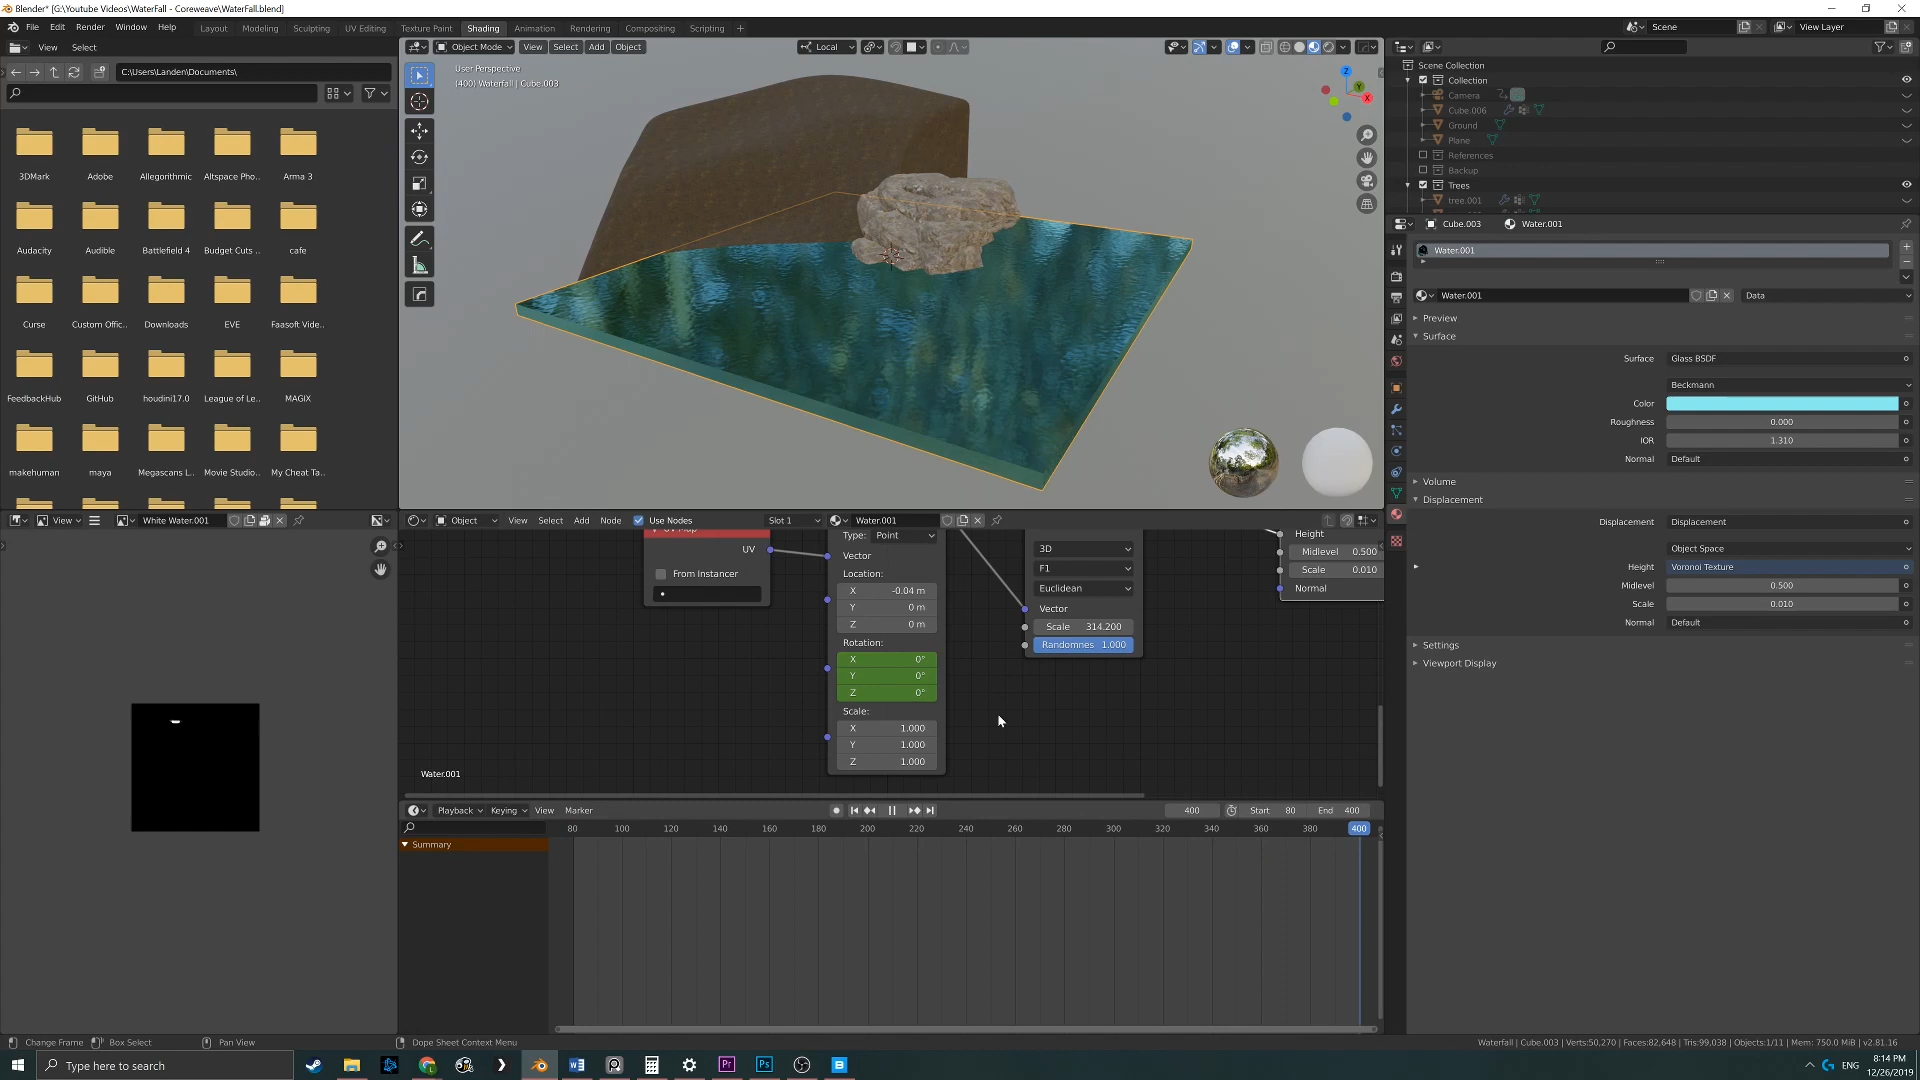 Blender* [G:\Youtube Videos\WaterFall - Coreweave\WaterFall.blend]
File Edit Render Window Help Layout Modeling Sculpting UV Editing Texture Paint Shading Animation Rendering Compositing Scripting +
Scene View Layer
View Select
C:\Users\Landen\Documents\
3DMark Adobe Allegorithmic Altspace Pho.. Arma 3
Audacity Audible Battlefield 4 Budget Cuts .. cafe
Curse Custom Offic.. Downloads EVE Faasoft Vide..
FeedbackHub GitHub houdini17.0 League of Le.. MAGIX
makehuman maya Megascans L.. Movie Studio.. My Cheat Ta..
Object Mode View Select Add Object Local
User Perspective
(400) Waterfall | Cube.003
Z
Y
X
Scene Collection
Collection
Camera
Cube.006
Ground
Plane
References
Backup
Trees
tree.001
Cube.003 Water.001
Water.001
Water.001 Data
Preview
Surface
Surface Glass BSDF
Beckmann
Color
Roughness 0.000
IOR 1.310
Normal Default
Volume
Displacement
Displacement Displacement
Object Space
Height Voronoi Texture
Midlevel 0.500
Scale 0.010
Normal Default
Settings
Viewport Display
View White Water.001
Object View Select Add Node Use Nodes Slot 1 Water.001
UV
From Instancer
Type: Point
Vector
Location:
X -0.04 m
Y 0 m
Z 0 m
Rotation:
X 0°
Y 0°
Z 0°
Scale:
X 1.000
Y 1.000
Z 1.000
3D
F1
Euclidean
Vector
Scale 314.200
Randomnes 1.000
Height
Midlevel 0.500
Scale 0.010
Normal
Water.001
Playback Keying View Marker 400 Start 80 End 400
80 100 120 140 160 180 200 220 240 260 280 300 320 340 360 380 400
Summary
Change Frame Box Select Pan View Dope Sheet Context Menu
Waterfall | Cube.003 | Verts:50,270 | Faces:82,648 | Tris:99,038 | Objects:1/11 | Mem: 750.0 MiB | v2.81.16
Type here to search
ENG
8:14 PM
12/26/2019